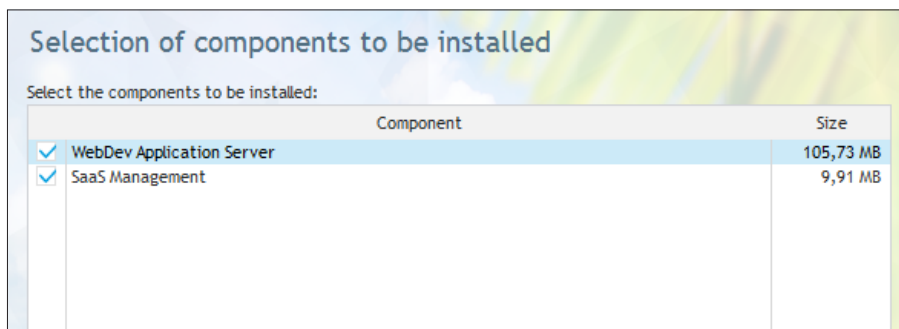 Selection of components to be installed
Select the components to be installed:
Component Size
WebDev Application Server 105,73 MB
SaaS Management 9,91 MB